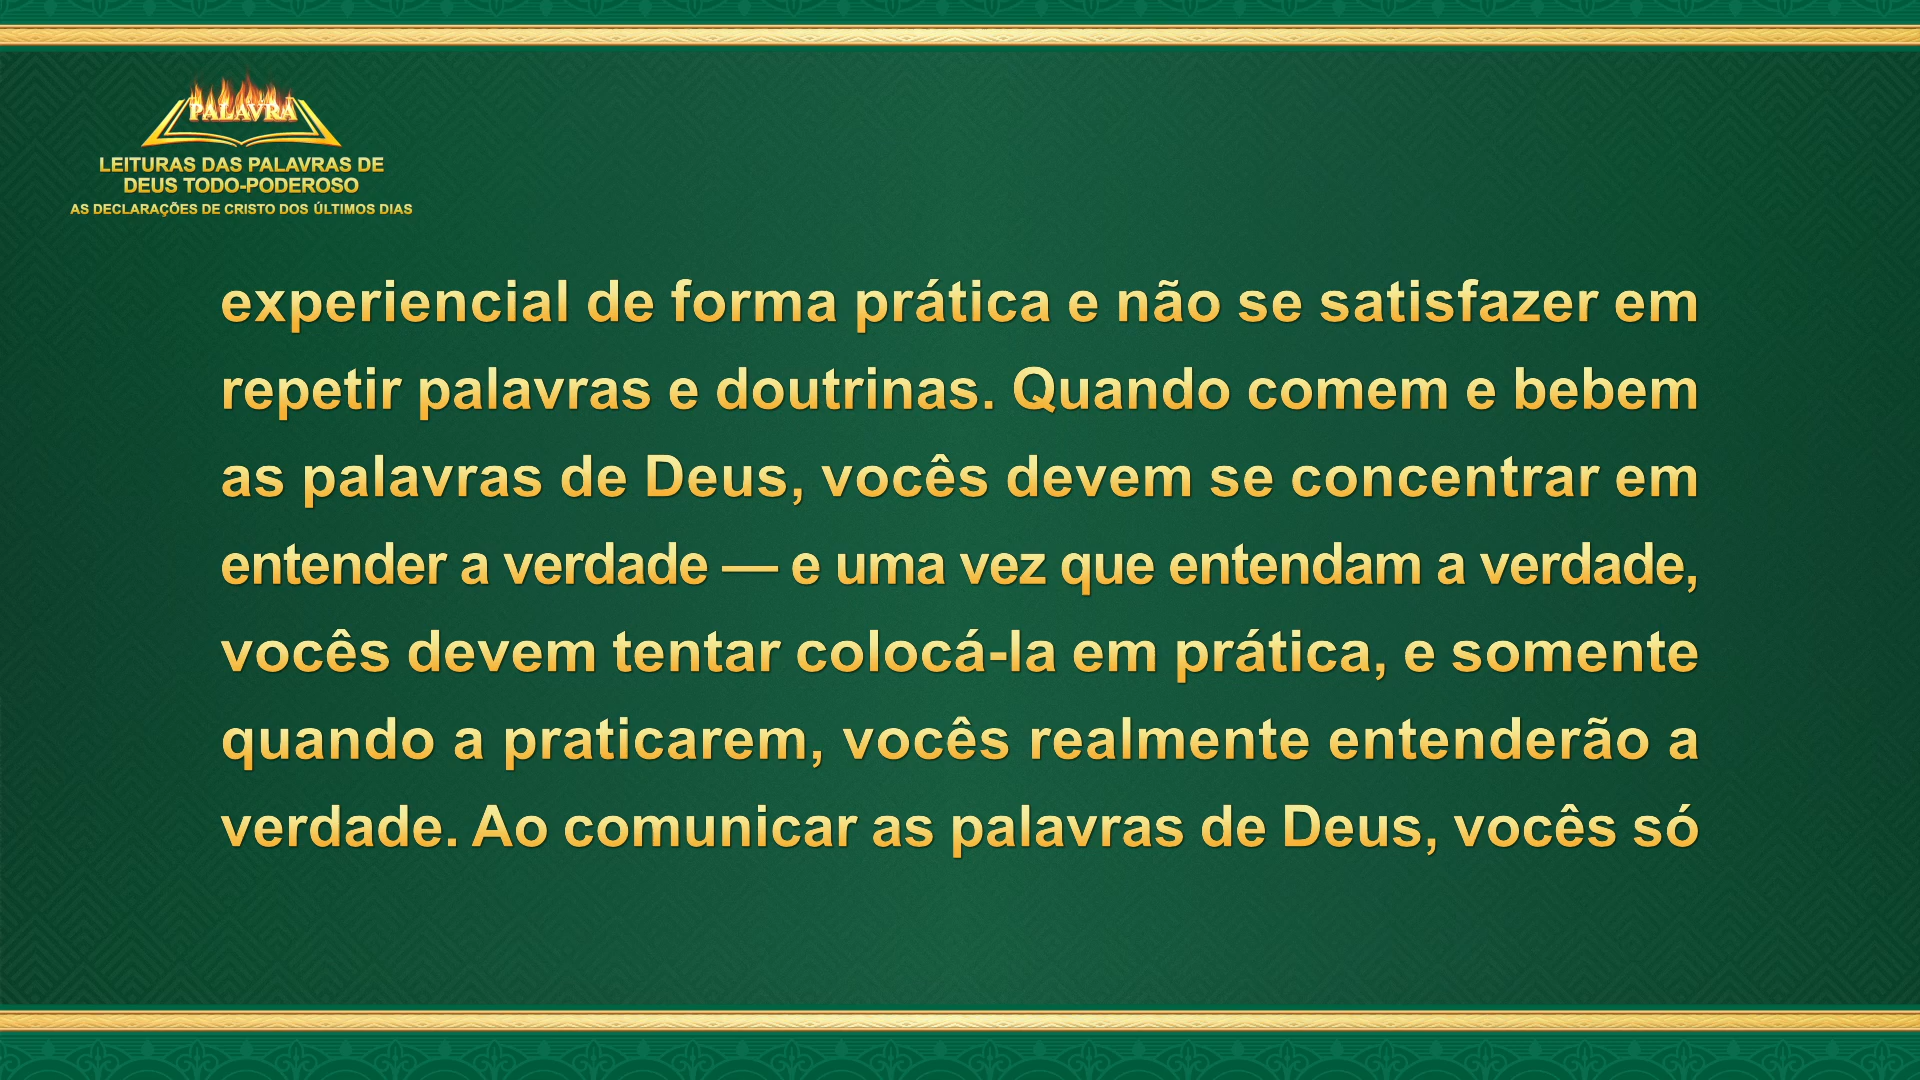 PALAVRA
LEITURAS DAS PALAVRAS DE
DEUS TODO-PODEROSO
AS DECLARAÇÕES DE CRISTO DOS ÚLTIMOS DIAS
experiencial de forma prática e não se satisfazer em
repetir palavras e doutrinas. Quando comem e bebem
as palavras de Deus, vocês devem se concentrar em
entender a verdade — e uma vez que entendam a verdade,
vocês devem tentar colocá-la em prática, e somente
quando a praticarem, vocês realmente entenderão a
verdade. Ao comunicar as palavras de Deus, vocês só